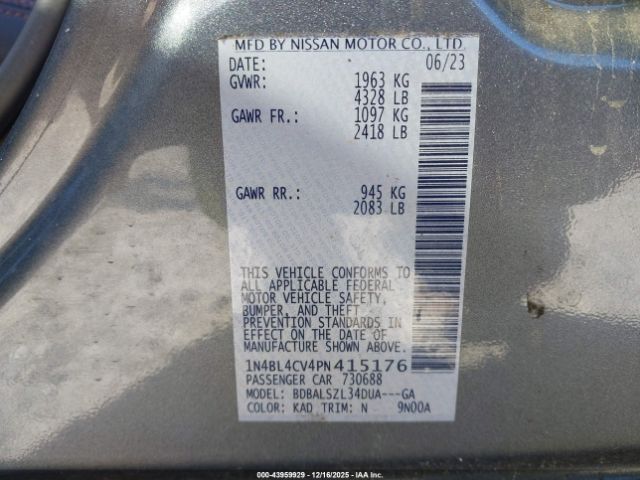 MFD BY NISSAN MOTOR CO., LTD.
DATE: 06/23
GVWR: 1963 KG
4328 LB
GAWR FR.: 1097 KG
2418 LB
GAWR RR.: 945 KG
2083 LB
THIS VEHICLE CONFORMS TO
ALL APPLICABLE FEDERAL
MOTOR VEHICLE SAFETY,
BUMPER, AND THEFT
PREVENTION STANDARDS IN
EFFECT ON THE DATE OF
MANUFACTURE SHOWN ABOVE.
1N4BL4CV4PN415176
PASSENGER CAR 730688
MODEL: BDBALSZL34DUA---GA
COLOR: KAD TRIM: N 9N00A
000-43959929 - 12/16/2025 - IAA Inc.